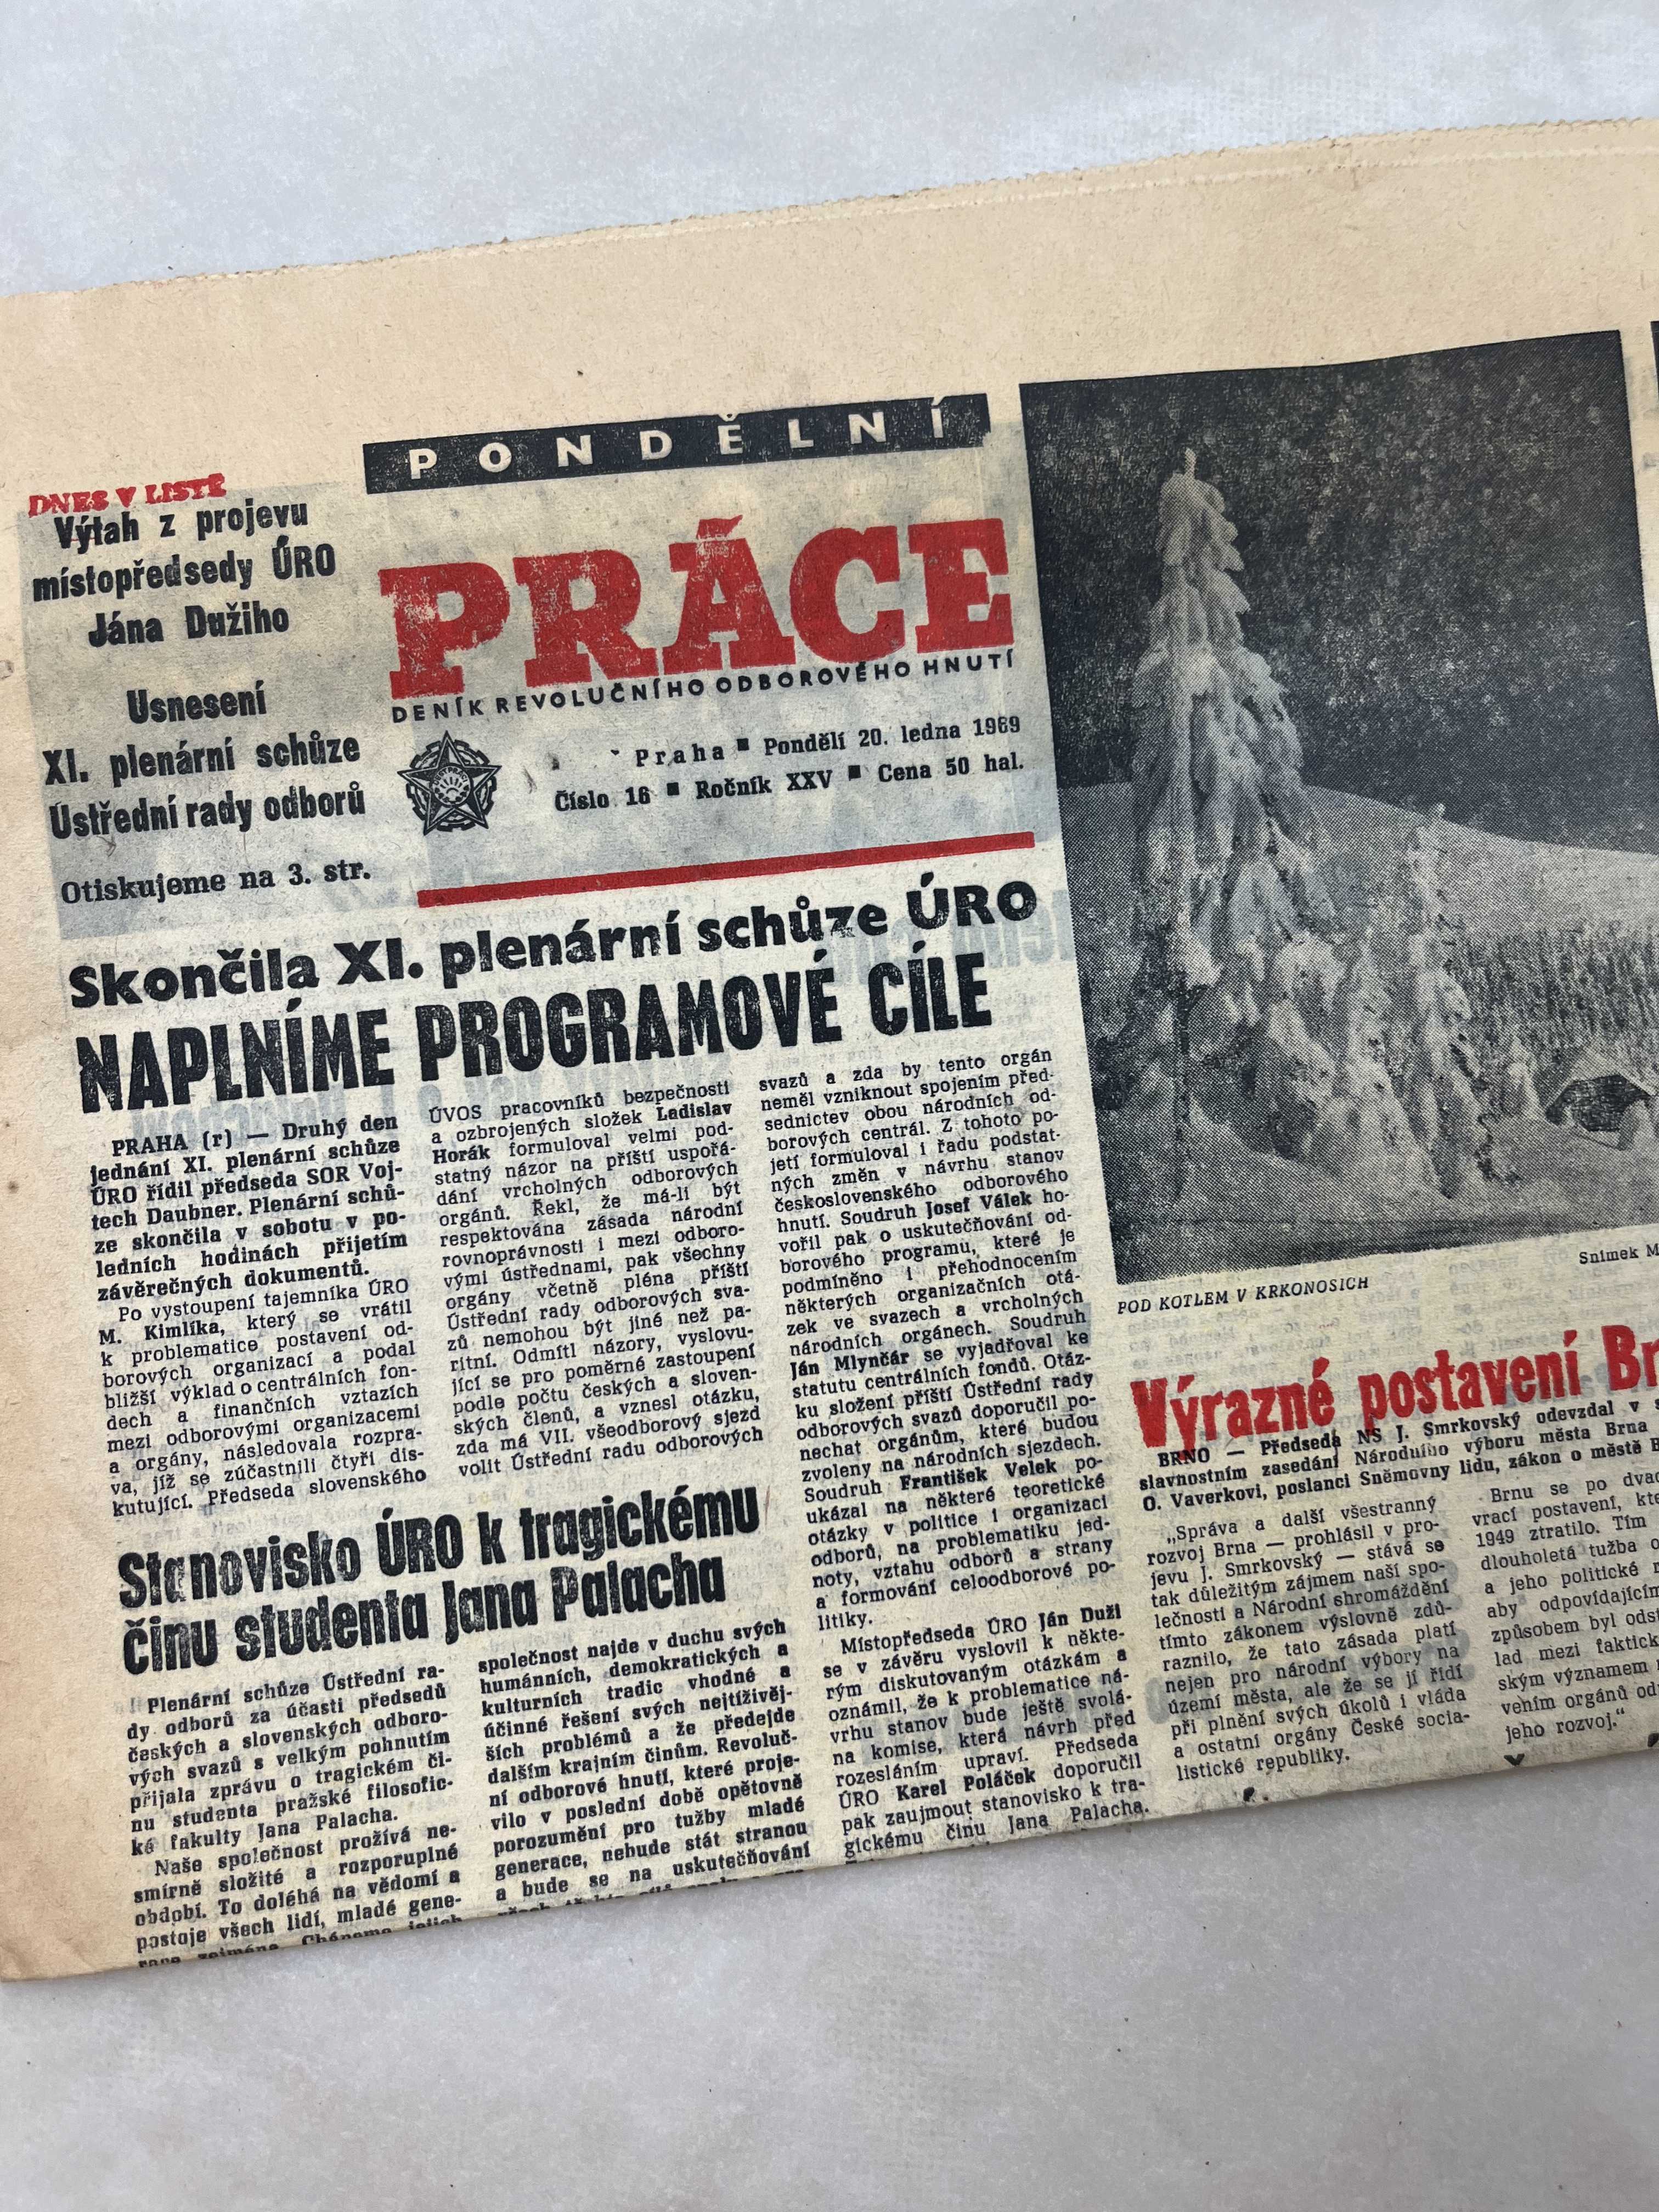 PONDĚLNÍ
DNES V LISTĚ
Výtah z projevu
místopředsedy ÚRO
Jána Dužiho
Usnesení
XI. plenární schůze
Ústřední rady odborů
Otiskujeme na 3. str.
PRÁCE
DENÍK REVOLUČNÍHO ODBOROVÉHO HNUTÍ
Praha ■ Pondělí 20. ledna 1969
Číslo 16 ■ Ročník XXV ■ Cena 50 hal.
Skončila XI. plenární schůze ÚRO
NAPLNÍME PROGRAMOVÉ CÍLE
PRAHA (r) — Druhý den
jednání XI. plenární schůze
ÚRO řídil předseda SOR Voj-
tech Daubner. Plenární schů-
ze skončila v sobotu v po-
ledních hodinách přijetím
závěrečných dokumentů.
Po vystoupení tajemníka ÚRO
M. Kimlíka, který se vrátil
k problematice postavení od-
borových organizací a podal
bližší výklad o centrálních fon-
dech a finančních vztazích
mezi odborovými organizacemi
a orgány, následovala rozpra-
va, jíž se zúčastnili čtyři dis-
kutující. Předseda slovenského
ÚVOS pracovníků bezpečnosti
a ozbrojených složek Ladislav
Horák formuloval velmi pod-
statný názor na příští uspořá-
dání vrcholných odborových
orgánů. Řekl, že má-li být
respektována zásada národní
rovnoprávnosti i mezi odboro-
vými ústřednami, pak všechny
orgány včetně pléna příští
Ústřední rady odborových sva-
zů nemohou být jiné než pa-
ritní. Odmítl názory, vyslovu-
jící se pro poměrné zastoupení
podle počtu českých a sloven-
ských členů, a vznesl otázku,
zda má VII. všeodborový sjezd
volit Ústřední radu odborových
svazů a zda by tento orgán
neměl vzniknout spojením před-
sednictev obou národních od-
borových centrál. Z tohoto po-
jetí formuloval i řadu podstat-
ných změn v návrhu stanov
československého odborového
hnutí. Soudruh Josef Válek ho-
vořil pak o uskutečňování od-
borového programu, které je
podmíněno i přehodnocením
některých organizačních otá-
zek ve svazech a vrcholných
národních orgánech. Soudruh
Ján Mlynčár se vyjadřoval ke
statutu centrálních fondů. Otáz-
ku složení příští Ústřední rady
odborových svazů doporučil po-
nechat orgánům, které budou
zvoleny na národních sjezdech.
Soudruh František Velek po-
ukázal na některé teoretické
otázky v politice i organizaci
odborů, na problematiku jed-
noty, vztahu odborů a strany
a formování celoodborové po-
litiky.
Místopředseda ÚRO Ján Duží
se v závěru vyslovil k někte-
rým diskutovaným otázkám a
oznámil, že k problematice ná-
vrhu stanov bude ještě svolá-
na komise, která návrh před
rozesláním upraví. Předseda
ÚRO Karel Poláček doporučil
pak zaujmout stanovisko k tra-
gickému činu Jana Palacha.
Stanovisko ÚRO k tragickému
činu studenta Jana Palacha
Plenární schůze Ústřední ra-
dy odborů za účasti předsedů
českých a slovenských odboro-
vých svazů s velkým pohnutím
přijala zprávu o tragickém či-
nu studenta pražské filosofic-
ké fakulty Jana Palacha.
Naše společnost prožívá ne-
smírně složité a rozporuplné
období. To doléhá na vědomí a
postoje všech lidí, mladé gene-
race zejména. Chápeme jejich
společnost najde v duchu svých
humánních, demokratických a
kulturních tradic vhodné a
účinné řešení svých nejtíživěj-
ších problémů a že předejde
dalším krajním činům. Revoluč-
ní odborové hnutí, které proje-
vilo v poslední době opětovně
porozumění pro tužby mladé
generace, nebude stát stranou
a bude se na uskutečňování
POD KOTLEM V KRKONOŠÍCH
Snímek M
Výrazné postavení Br
BRNO — Předseda NS J. Smrkovský odevzdal v s
slavnostním zasedání Národního výboru města Brna
O. Vaverkovi, poslanci Sněmovny lidu, zákon o městě B
„Správa a další všestranný
rozvoj Brna — prohlásil v pro-
jevu J. Smrkovský — stává se
tak důležitým zájmem naší spo-
lečnosti a Národní shromáždění
tímto zákonem výslovně zdů-
raznilo, že tato zásada platí
nejen pro národní výbory na
území města, ale že se jí řídí
při plnění svých úkolů i vláda
a ostatní orgány České socia-
listické republiky.
Brnu se po dvac
vrací postavení, kte
1949 ztratilo. Tím
dlouholetá tužba o
a jeho politické r
aby odpovídajícím
způsobem byl odst
lad mezi faktick
ským významem m
vením orgánů od
jeho rozvoj.“